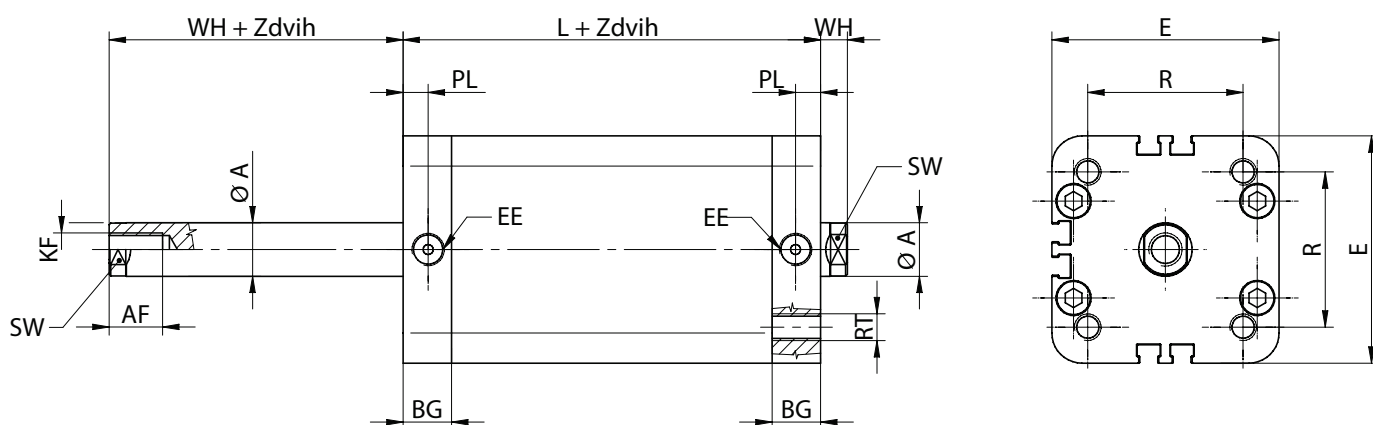 WH + Zdvih
L + Zdvih
WH
E
PL
PL
R
Ø A
SW
EE
EE
KF
Ø A
R
E
SW
AF
RT
BG
BG